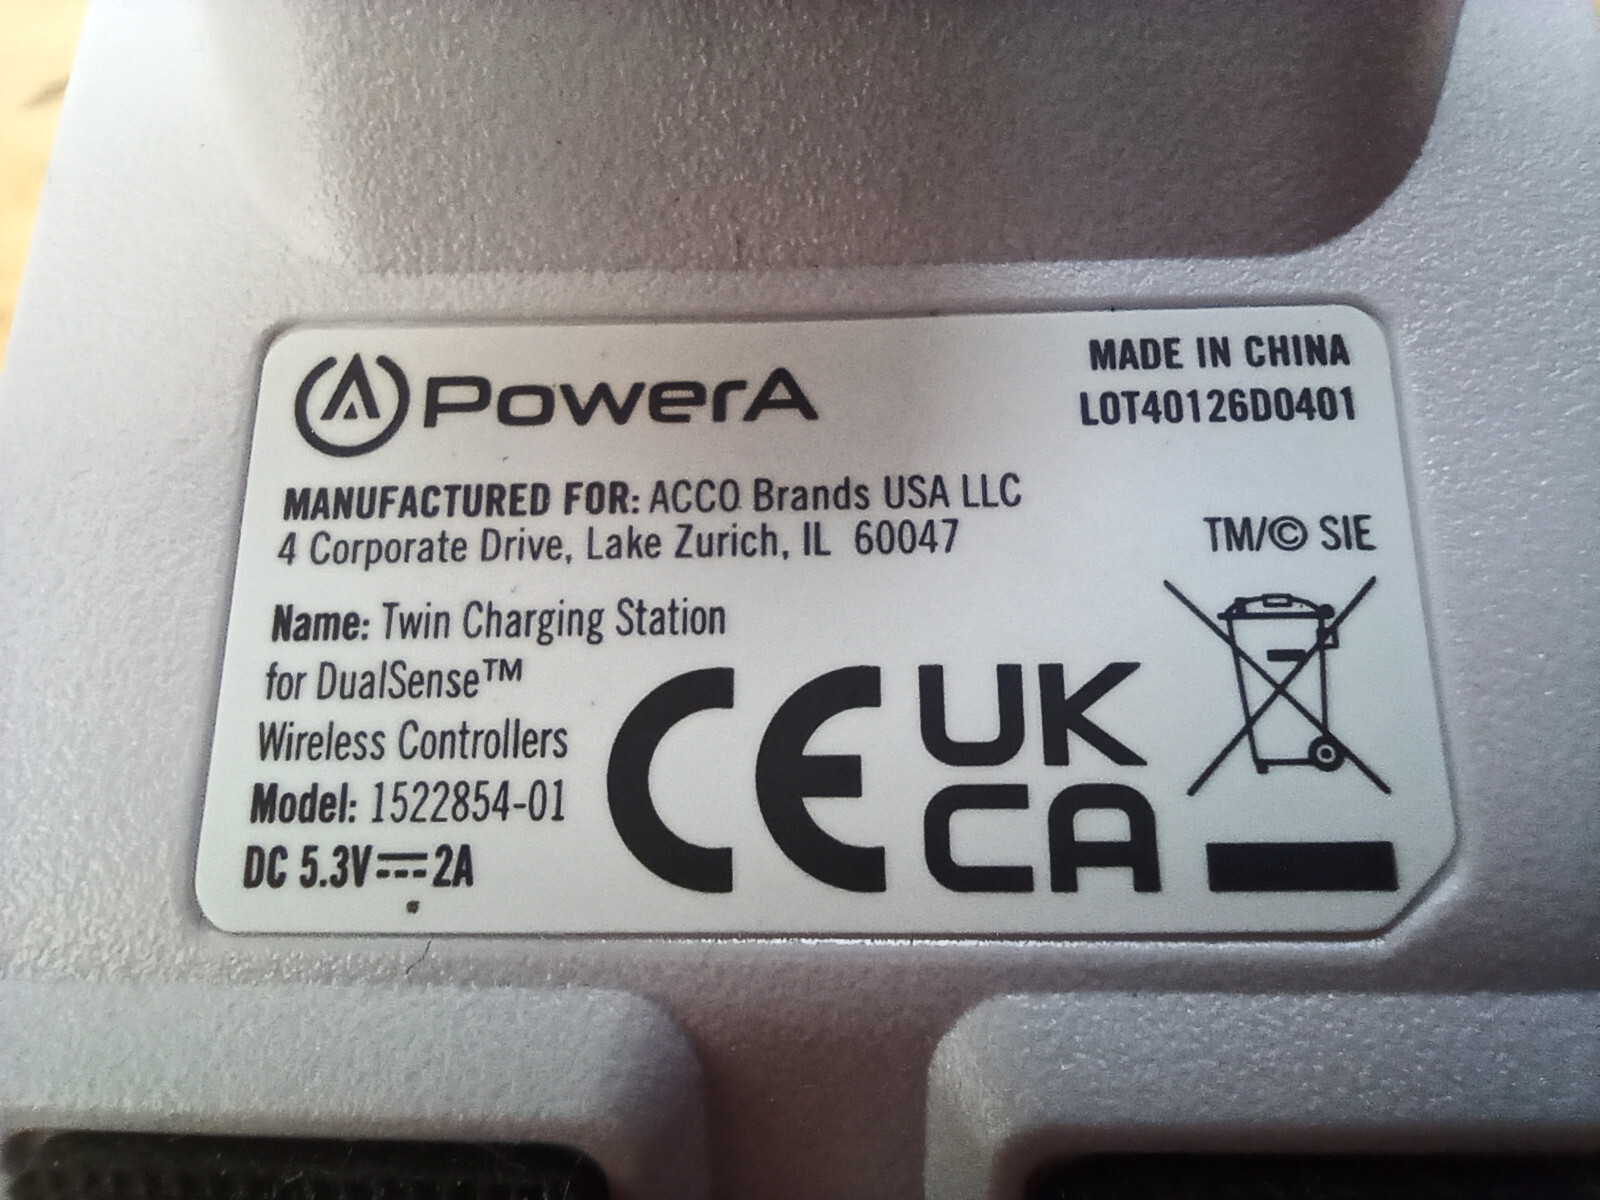 PowerA
MADE IN CHINA
LOT40126D0401
MANUFACTURED FOR: ACCO Brands USA LLC
4 Corporate Drive, Lake Zurich, IL 60047
TM/© SIE
Name: Twin Charging Station
for DualSense™
Wireless Controllers
Model: 1522854-01
DC 5.3V⎓2A
CE
UK
CA